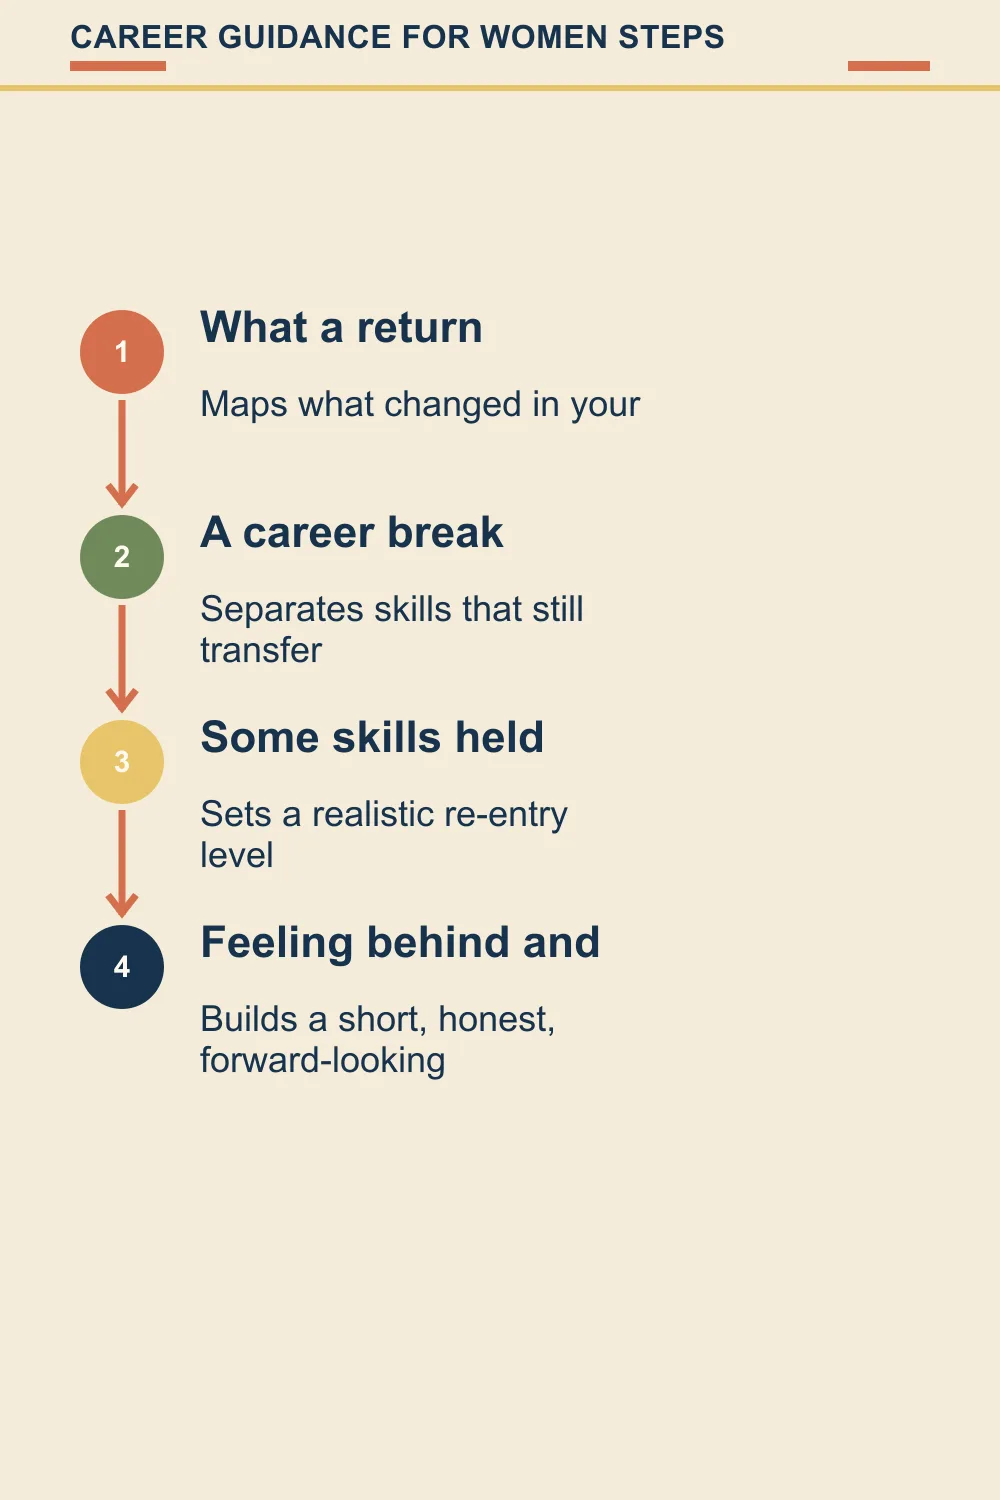 CAREER GUIDANCE FOR WOMEN STEPS
1
What a return
Maps what changed in your
2
A career break
Separates skills that still
transfer
3
Some skills held
Sets a realistic re-entry
level
4
Feeling behind and
Builds a short, honest,
forward-looking